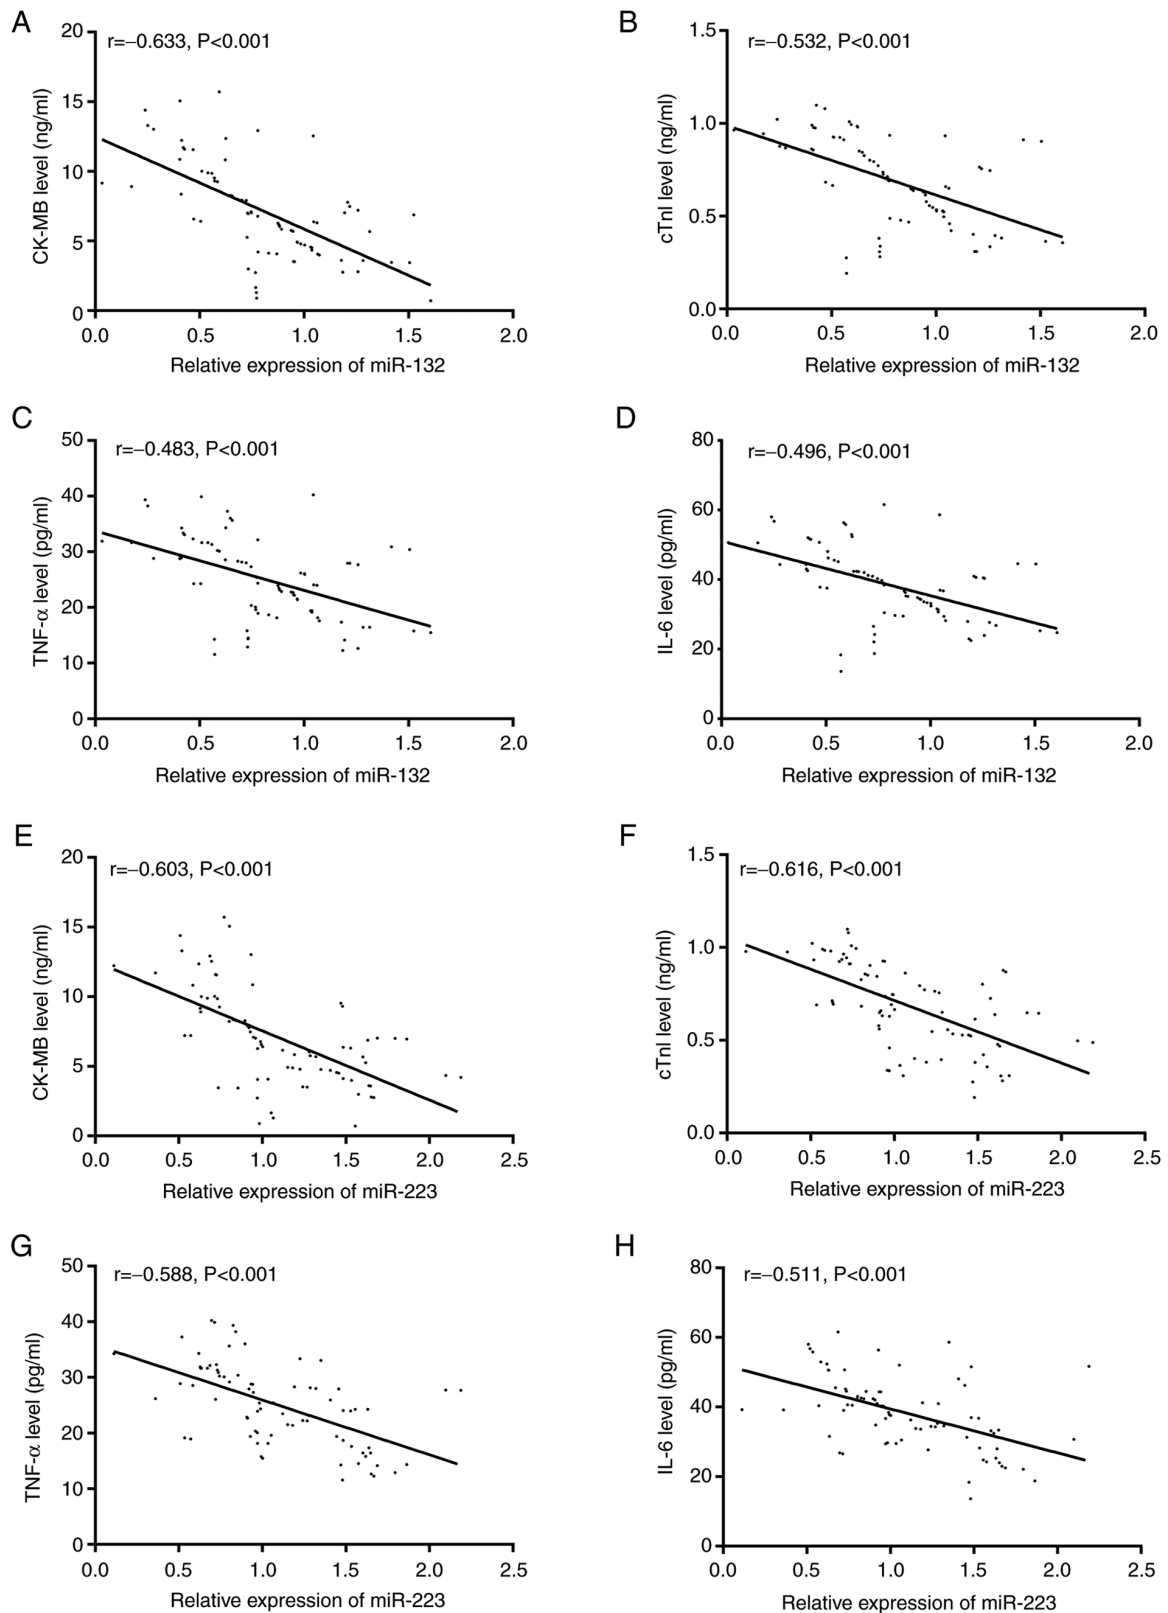 A
r=−0.633, P<0.001
CK-MB level (ng/ml)
20
15
10
5
0
0.0 0.5 1.0 1.5 2.0
Relative expression of miR-132
B
r=−0.532, P<0.001
cTnI level (ng/ml)
1.5
1.0
0.5
0.0
0.0 0.5 1.0 1.5 2.0
Relative expression of miR-132
C
r=−0.483, P<0.001
TNF-α level (pg/ml)
50
40
30
20
10
0
0.0 0.5 1.0 1.5 2.0
Relative expression of miR-132
D
r=−0.496, P<0.001
IL-6 level (pg/ml)
80
60
40
20
0
0.0 0.5 1.0 1.5 2.0
Relative expression of miR-132
E
r=−0.603, P<0.001
CK-MB level (ng/ml)
20
15
10
5
0
0.0 0.5 1.0 1.5 2.0 2.5
Relative expression of miR-223
F
r=−0.616, P<0.001
cTnI level (ng/ml)
1.5
1.0
0.5
0.0
0.0 0.5 1.0 1.5 2.0 2.5
Relative expression of miR-223
G
r=−0.588, P<0.001
TNF-α level (pg/ml)
50
40
30
20
10
0
0.0 0.5 1.0 1.5 2.0 2.5
Relative expression of miR-223
H
r=−0.511, P<0.001
IL-6 level (pg/ml)
80
60
40
20
0
0.0 0.5 1.0 1.5 2.0 2.5
Relative expression of miR-223